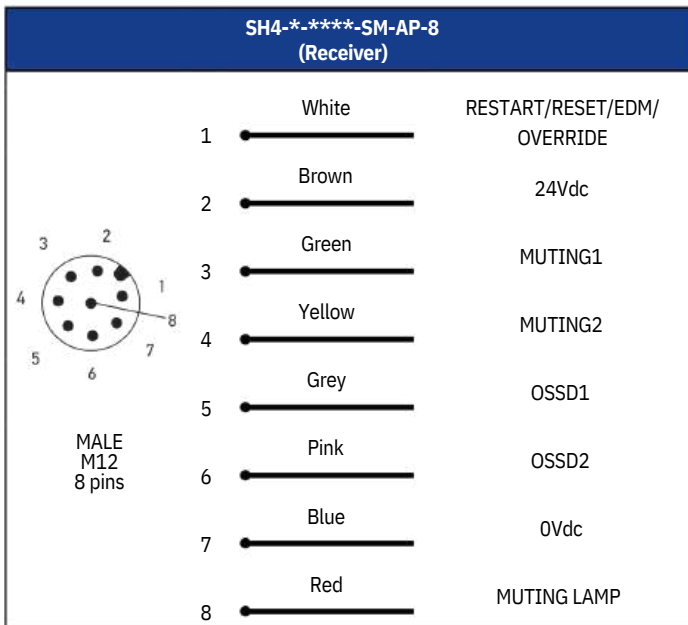 SH4-*-****-SM-AP-8
(Receiver)
1 White RESTART/RESET/EDM/
OVERRIDE
2 Brown 24Vdc
3 Green MUTING1
4 Yellow MUTING2
5 Grey OSSD1
6 Pink OSSD2
7 Blue 0Vdc
8 Red MUTING LAMP
3 2
4 1
8
5 7
6
MALE
M12
8 pins